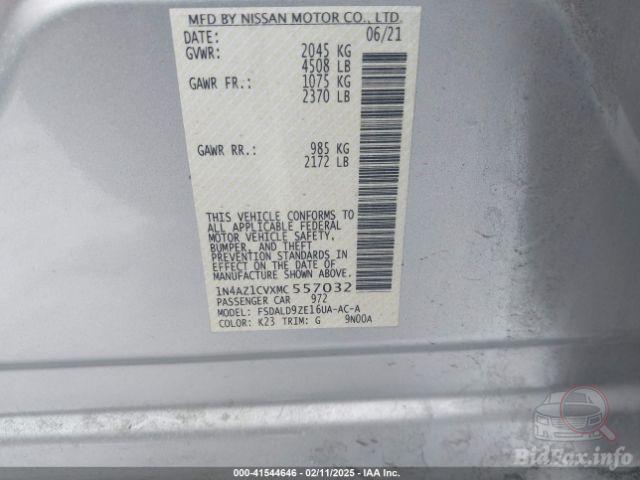 MFD BY NISSAN MOTOR CO., LTD.
DATE: 06/21
GVWR: 2045 KG
4508 LB
GAWR FR.: 1075 KG
2370 LB
GAWR RR.: 985 KG
2172 LB
THIS VEHICLE CONFORMS TO
ALL APPLICABLE FEDERAL
MOTOR VEHICLE SAFETY,
BUMPER, AND THEFT
PREVENTION STANDARDS IN
EFFECT ON THE DATE OF
MANUFACTURE SHOWN ABOVE.
1N4AZ1CVXMC557032
PASSENGER CAR 972
MODEL: FSDALD9ZE16UA-AC-A
COLOR: K23 TRIM: G 9N00A
000-41544646 - 02/11/2025 - IAA Inc.
BidFax.info